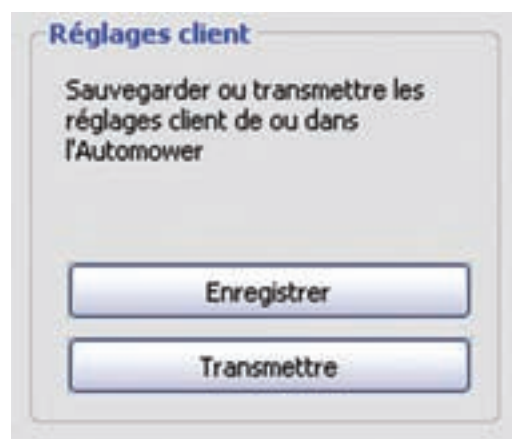 Réglages client
Sauvegarder ou transmettre les
réglages client de ou dans
l'Automower
Enregistrer
Transmettre